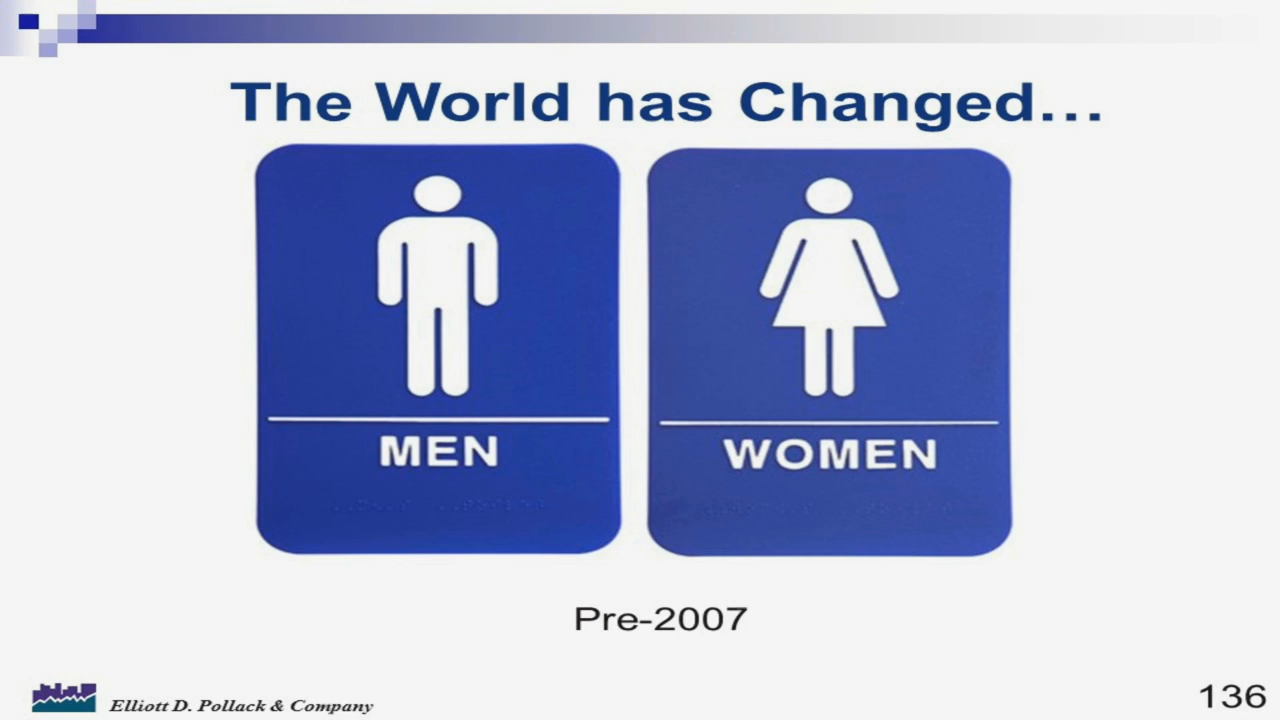 The World has Changed...
MEN
WOMEN
Pre-2007
Elliott D. Pollack & Company
136